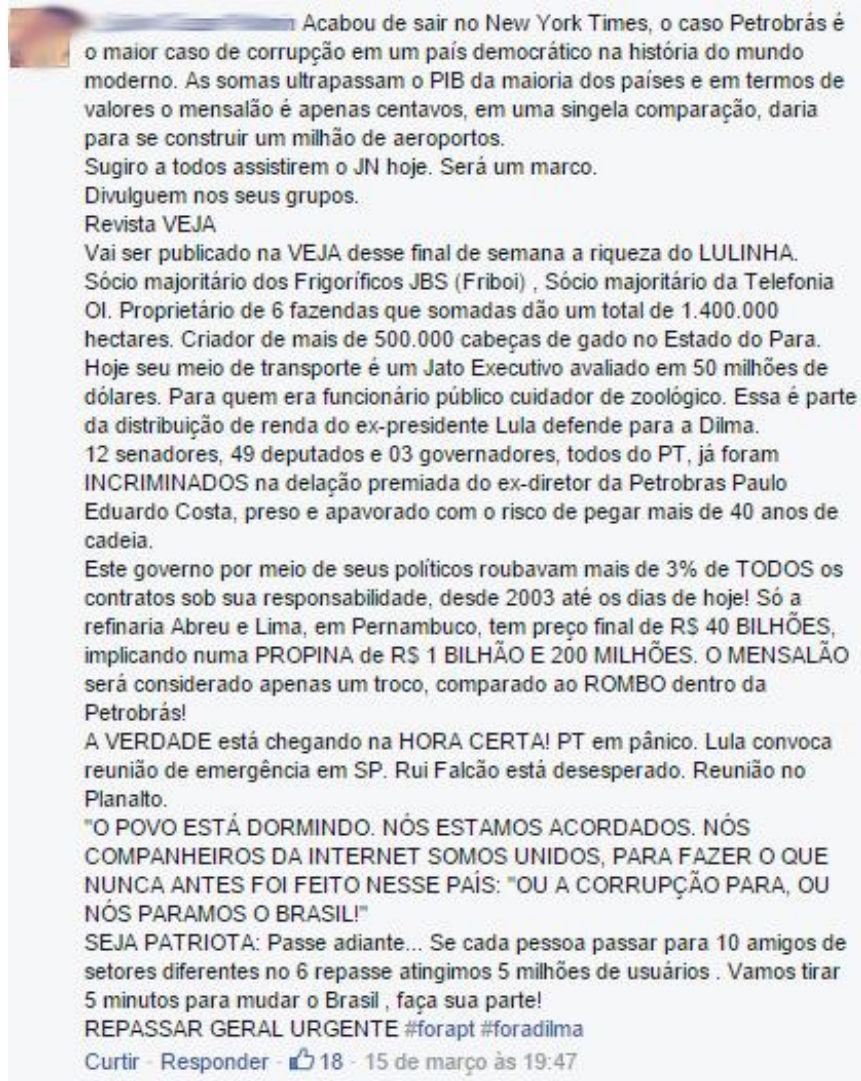 Acabou de sair no New York Times, o caso Petrobrás é
o maior caso de corrupção em um país democrático na história do mundo
moderno. As somas ultrapassam o PIB da maioria dos países e em termos de
valores o mensalão é apenas centavos, em uma singela comparação, daria
para se construir um milhão de aeroportos.
Sugiro a todos assistirem o JN hoje. Será um marco.
Divulguem nos seus grupos.
Revista VEJA
Vai ser publicado na VEJA desse final de semana a riqueza do LULINHA.
Sócio majoritário dos Frigoríficos JBS (Friboi) , Sócio majoritário da Telefonia
OI. Proprietário de 6 fazendas que somadas dão um total de 1.400.000
hectares. Criador de mais de 500.000 cabeças de gado no Estado do Para.
Hoje seu meio de transporte é um Jato Executivo avaliado em 50 milhões de
dólares. Para quem era funcionário público cuidador de zoológico. Essa é parte
da distribuição de renda do ex-presidente Lula defende para a Dilma.
12 senadores, 49 deputados e 03 governadores, todos do PT, já foram
INCRIMINADOS na delação premiada do ex-diretor da Petrobras Paulo
Eduardo Costa, preso e apavorado com o risco de pegar mais de 40 anos de
cadeia.
Este governo por meio de seus políticos roubavam mais de 3% de TODOS os
contratos sob sua responsabilidade, desde 2003 até os dias de hoje! Só a
refinaria Abreu e Lima, em Pernambuco, tem preço final de R$ 40 BILHÕES,
implicando numa PROPINA de R$ 1 BILHÃO E 200 MILHÕES. O MENSALÃO
será considerado apenas um troco, comparado ao ROMBO dentro da
Petrobrás!
A VERDADE está chegando na HORA CERTA! PT em pânico. Lula convoca
reunião de emergência em SP. Rui Falcão está desesperado. Reunião no
Planalto.
"O POVO ESTÁ DORMINDO. NÓS ESTAMOS ACORDADOS. NÓS
COMPANHEIROS DA INTERNET SOMOS UNIDOS, PARA FAZER O QUE
NUNCA ANTES FOI FEITO NESSE PAÍS: "OU A CORRUPÇÃO PARA, OU
NÓS PARAMOS O BRASIL!"
SEJA PATRIOTA: Passe adiante... Se cada pessoa passar para 10 amigos de
setores diferentes no 6 repasse atingimos 5 milhões de usuários . Vamos tirar
5 minutos para mudar o Brasil , faça sua parte!
REPASSAR GERAL URGENTE #forapt #foradilma
Curtir · Responder · 18 · 15 de março às 19:47